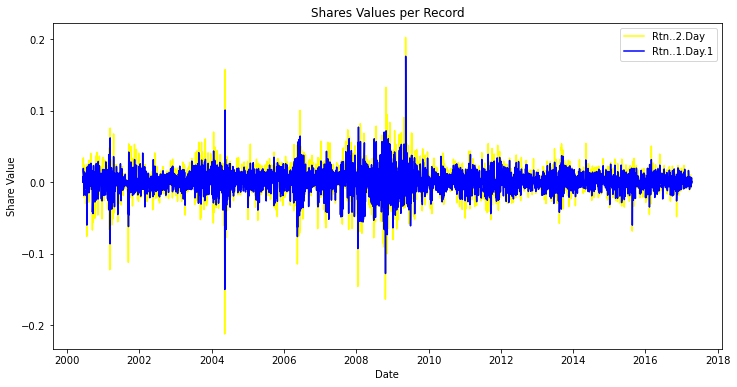 Shares Values per Record
Rtn..2.Day
Rtn..1.Day.1
Share Value
0.2
0.1
0.0
−0.1
−0.2
2000 2002 2004 2006 2008 2010 2012 2014 2016 2018
Date